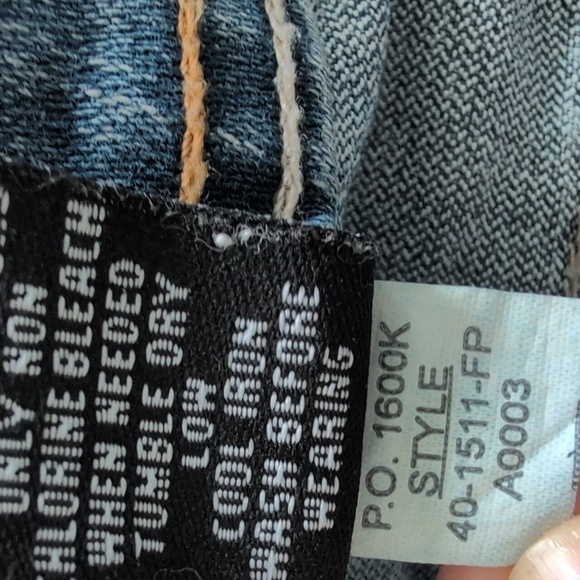 ONLY NON
CHLORINE BLEACH
WHEN NEEDED
TUMBLE DRY
LOW
COOL IRON
WASH BEFORE
WEARING
P.O. 1600K
STYLE
40-1511-FP
A0003